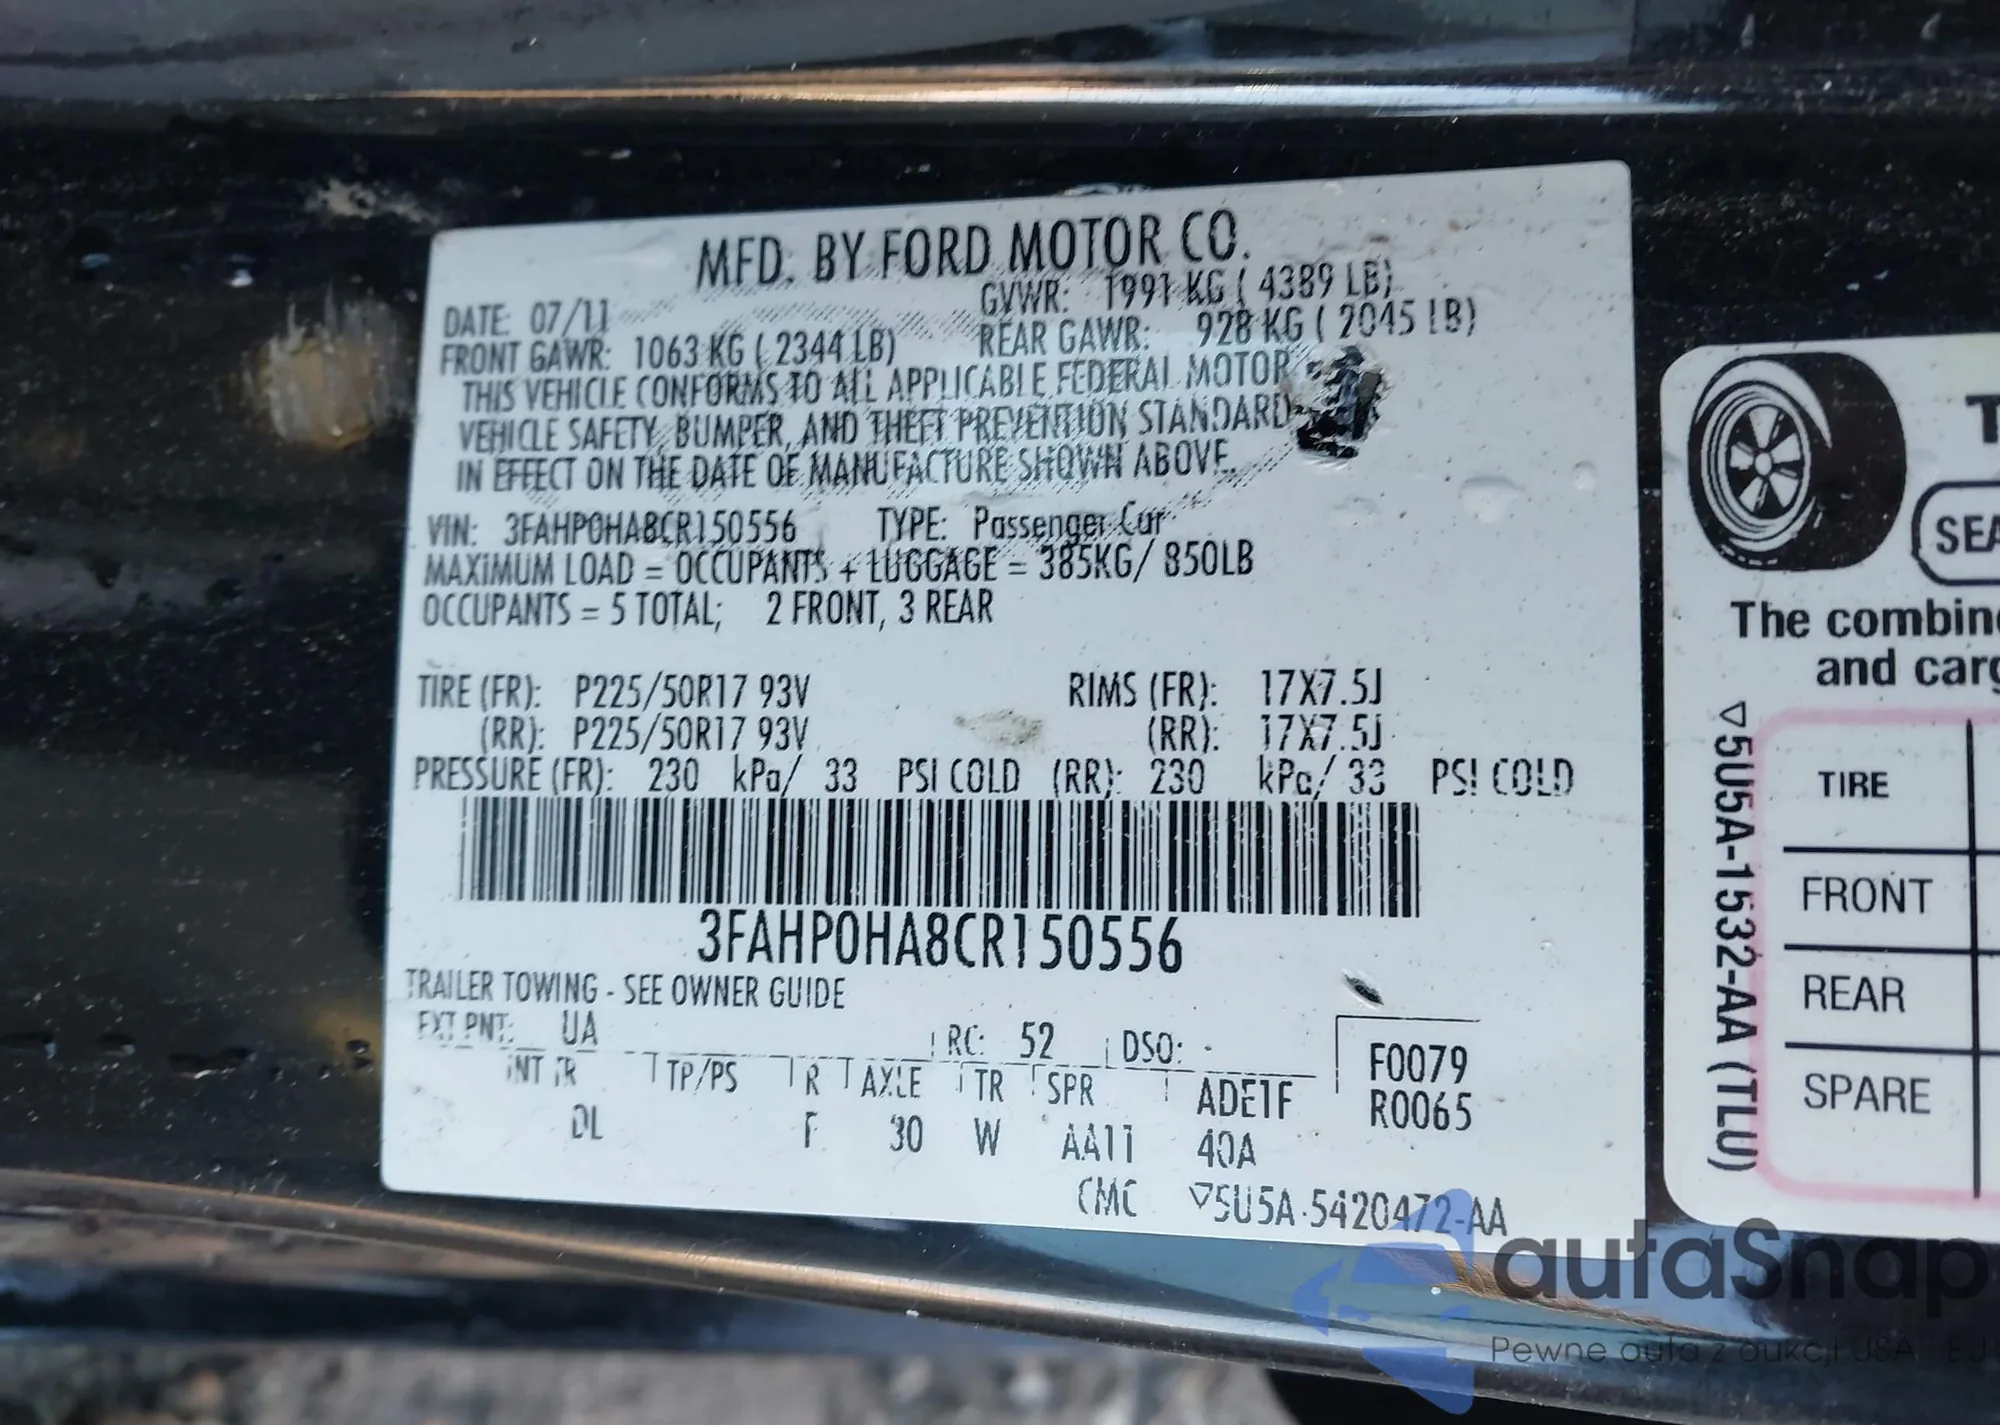 MFD. BY FORD MOTOR CO.
DATE: 07/11
GVWR: 1991 KG ( 4389 LB)
FRONT GAWR: 1063 KG ( 2344 LB)
REAR GAWR: 928 KG ( 2045 LB)
THIS VEHICLE CONFORMS TO ALL APPLICABLE FEDERAL MOTOR
VEHICLE SAFETY, BUMPER, AND THEFT PREVENTION STANDARD
IN EFFECT ON THE DATE OF MANUFACTURE SHOWN ABOVE.
VIN: 3FAHP0HA8CR150556 TYPE: Passenger Car
MAXIMUM LOAD = OCCUPANTS + LUGGAGE = 385KG/ 850LB
OCCUPANTS = 5 TOTAL; 2 FRONT, 3 REAR
TIRE (FR): P225/50R17 93V RIMS (FR): 17X7.5J
(RR): P225/50R17 93V (RR): 17X7.5J
PRESSURE (FR): 230 kPa/ 33 PSI COLD (RR): 230 kPa/ 33 PSI COLD
3FAHP0HA8CR150556
TRAILER TOWING - SEE OWNER GUIDE
EXT PNT: UA RC: 52 DSO: -
F0079
R0065
INT TR TP/PS R AXLE TR SPR ADE1F
DL F 30 W AA11 40A
CMC ▽5U5A-5420472-AA
SEA
The combin
and carg
▽5U5A-1532-AA (TLU)
TIRE
FRONT
REAR
SPARE
autaSnap
Pewne auta z aukcji USA